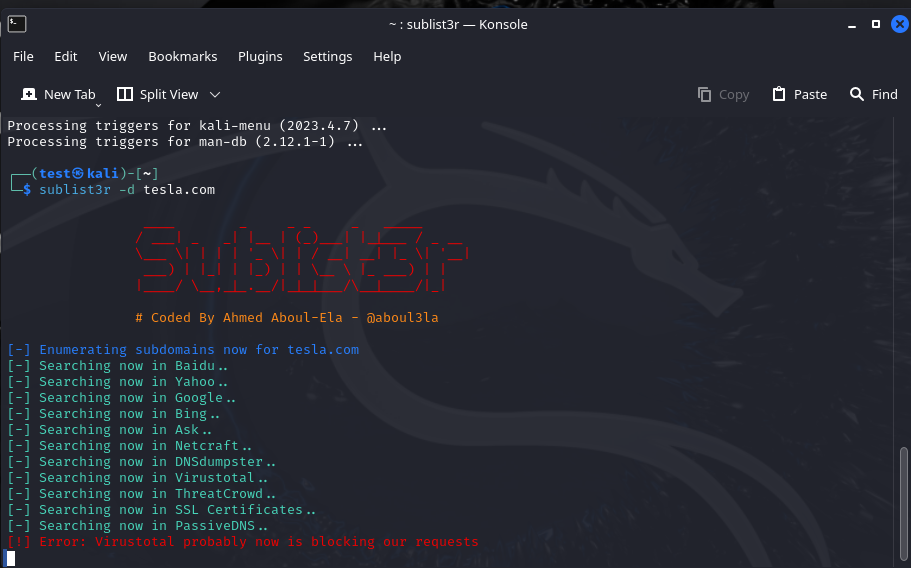 ~ : sublist3r — Konsole
File Edit View Bookmarks Plugins Settings Help
New Tab Split View Copy Paste Find
Processing triggers for kali-menu (2023.4.7) ...
Processing triggers for man-db (2.12.1-1) ...
┌──(test㉿kali)-[~]
└─$ sublist3r -d tesla.com
Sublist3r
# Coded By Ahmed Aboul-Ela - @aboul3la
[-] Enumerating subdomains now for tesla.com
[-] Searching now in Baidu..
[-] Searching now in Yahoo..
[-] Searching now in Google..
[-] Searching now in Bing..
[-] Searching now in Ask..
[-] Searching now in Netcraft..
[-] Searching now in DNSdumpster..
[-] Searching now in Virustotal..
[-] Searching now in ThreatCrowd..
[-] Searching now in SSL Certificates..
[-] Searching now in PassiveDNS..
[!] Error: Virustotal probably now is blocking our requests